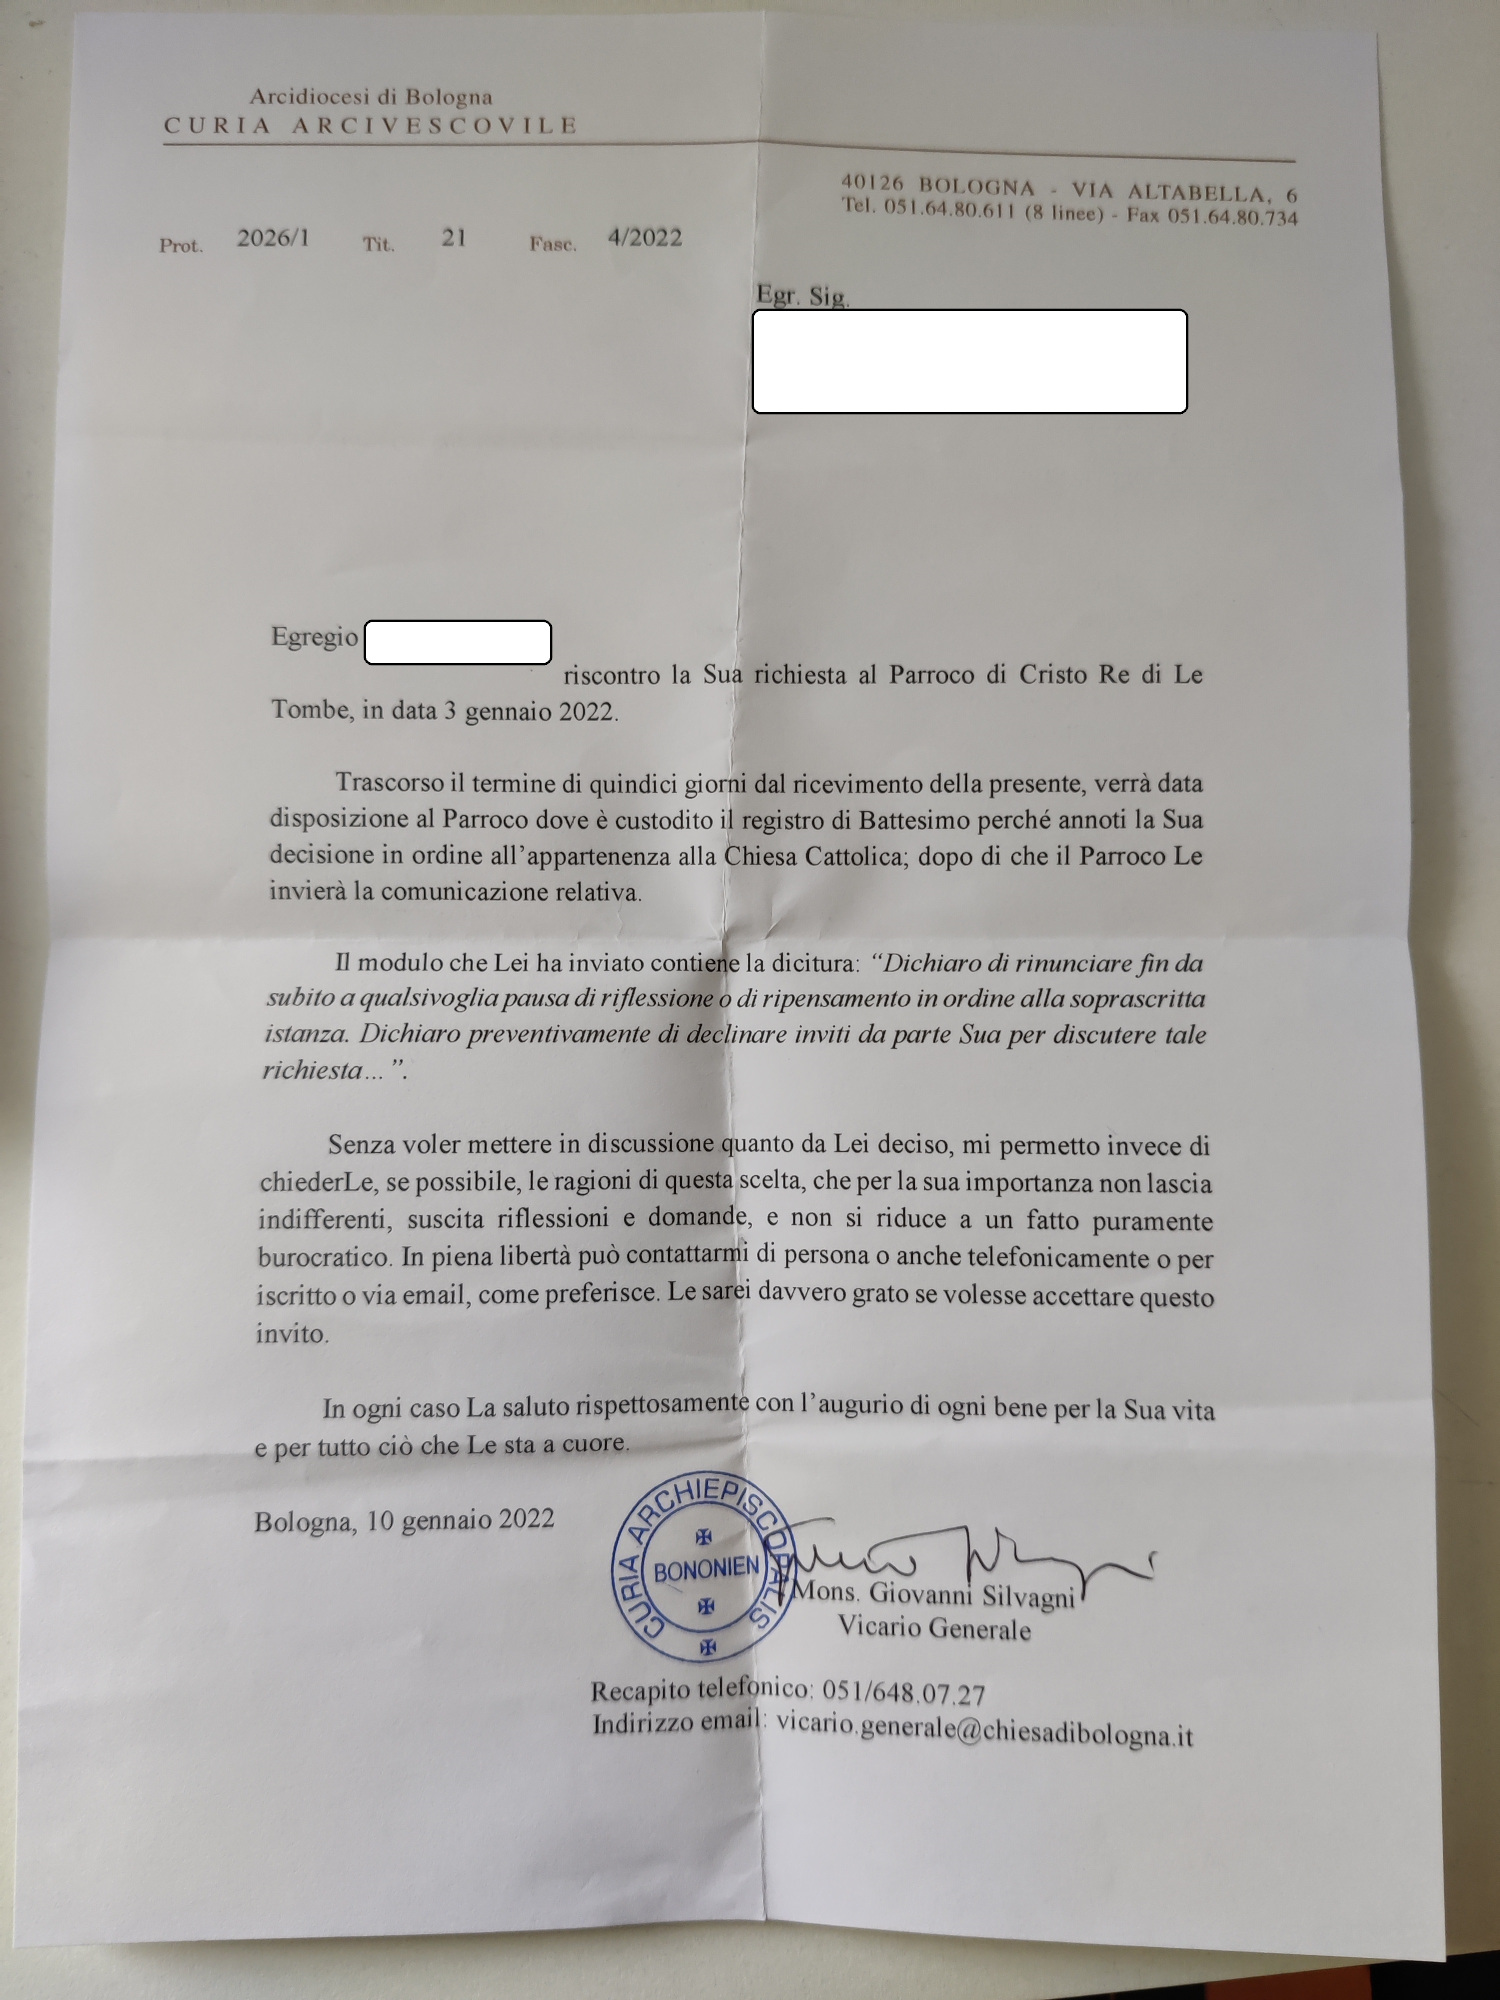 Arcidiocesi di Bologna
CURIA ARCIVESCOVILE
40126 BOLOGNA - VIA ALTABELLA, 6
Tel. 051.64.80.611 (8 linee) - Fax 051.64.80.734
Prot. 2026/1 Tit. 21 Fasc. 4/2022
Egr. Sig.
Egregio
riscontro la Sua richiesta al Parroco di Cristo Re di Le
Tombe, in data 3 gennaio 2022.
Trascorso il termine di quindici giorni dal ricevimento della presente, verrà data
disposizione al Parroco dove è custodito il registro di Battesimo perché annoti la Sua
decisione in ordine all’appartenenza alla Chiesa Cattolica; dopo di che il Parroco Le
invierà la comunicazione relativa.
Il modulo che Lei ha inviato contiene la dicitura: “Dichiaro di rinunciare fin da
subito a qualsivoglia pausa di riflessione o di ripensamento in ordine alla soprascritta
istanza. Dichiaro preventivamente di declinare inviti da parte Sua per discutere tale
richiesta... ”.
Senza voler mettere in discussione quanto da Lei deciso, mi permetto invece di
chiederLe, se possibile, le ragioni di questa scelta, che per la sua importanza non lascia
indifferenti, suscita riflessioni e domande, e non si riduce a un fatto puramente
burocratico. In piena libertà può contattarmi di persona o anche telefonicamente o per
iscritto o via email, come preferisce. Le sarei davvero grato se volesse accettare questo
invito.
In ogni caso La saluto rispettosamente con l’augurio di ogni bene per la Sua vita
e per tutto ciò che Le sta a cuore.
Bologna, 10 gennaio 2022
CURIA ARCHIEPISCOPALIS
BONONIEN
Mons. Giovanni Silvagni
Vicario Generale
Recapito telefonico: 051/648.07.27
Indirizzo email: vicario.generale@chiesadibologna.it